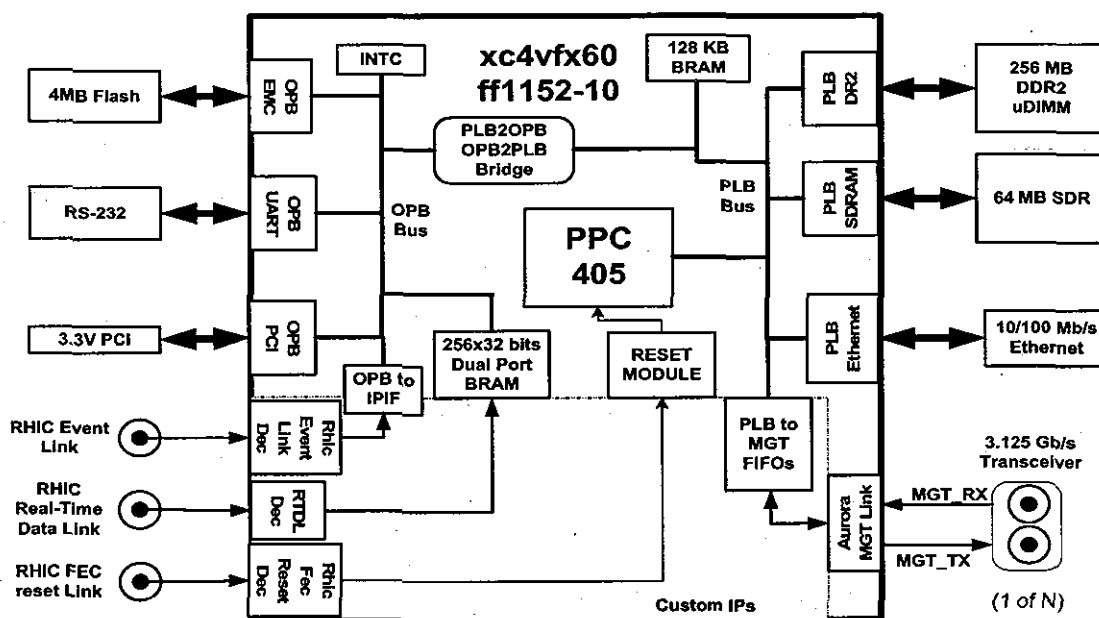 xc4vfx60
ff1152-10
INTC
128 KB
BRAM
4MB Flash
OPB
EMC
PLB2OPB
OPB2PLB
Bridge
PLB
DR2
256 MB
DDR2
uDIMM
RS-232
OPB
UART
OPB
Bus
PLB
Bus
PLB
SDRAM
64 MB SDR
PPC
405
3.3V PCI
OPB
PCI
256x32 bits
Dual Port
BRAM
RESET
MODULE
PLB
Ethernet
10/100 Mb/s
Ethernet
OPB to
IPIF
PLB to
MGT
FIFOs
RHIC Event
Link
Rhic
Event
Link
Dec
3.125 Gb/s
Transceiver
RHIC
Real-Time
Data Link
RTDL
Dec
Aurora
MGT Link
MGT_RX
MGT_TX
RHIC FEC
reset Link
Rhic
Fec
Reset
Dec
Custom IPs
(1 of N)